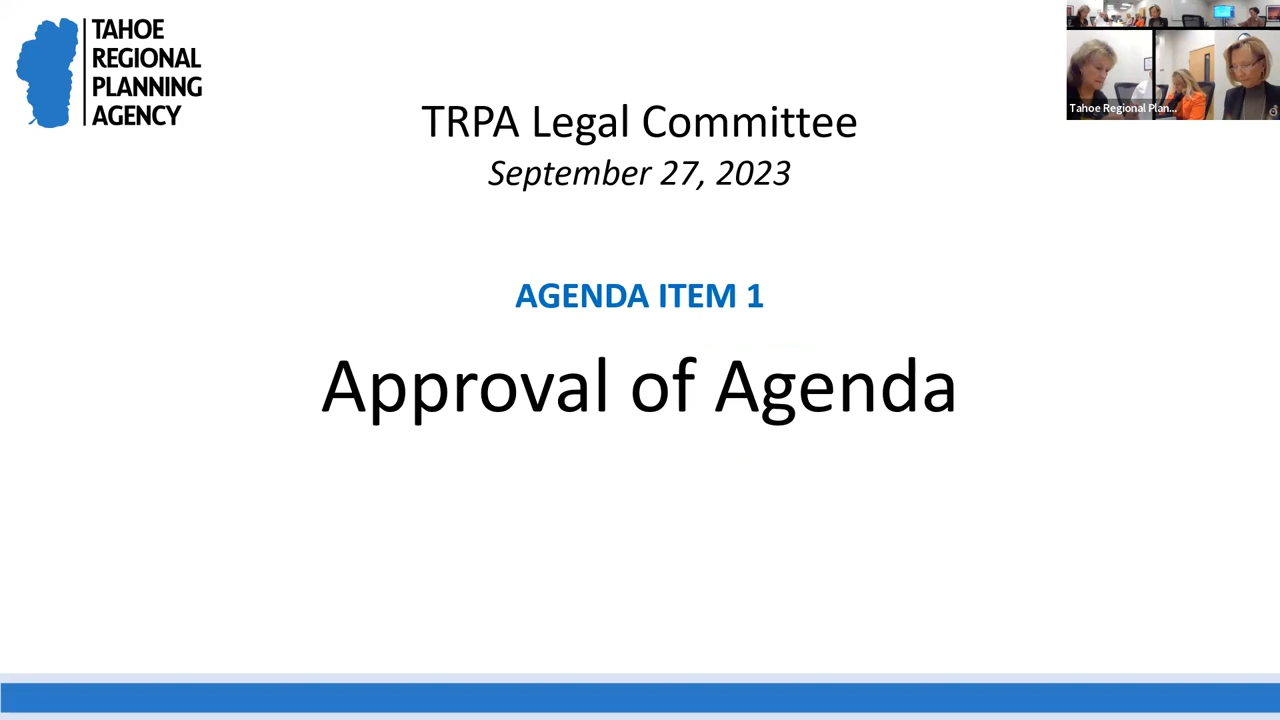 TAHOE
REGIONAL
PLANNING
AGENCY
TRPA Legal Committee
September 27, 2023
AGENDA ITEM 1
Approval of Agenda
Tahoe Regional Plan...